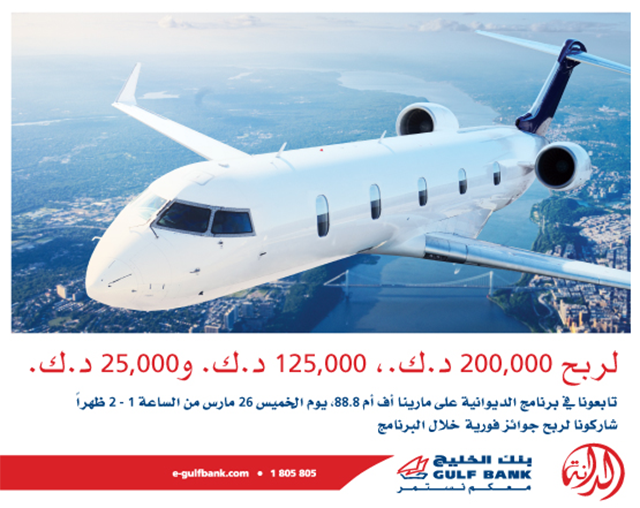 لربح 200,000 د.ك.، 125,000 د.ك. و25,000 د.ك.
تابعونا في برنامج الديوانية على مارينا أف أم 88.8، يوم الخميس 26 مارس من الساعة 1 - 2 ظهراً
شاركونا لربح جوائز فورية خلال البرنامج
الدانة
بنك الخليج
GULF BANK
معكم نستمر
e-gulfbank.com • 1 805 805